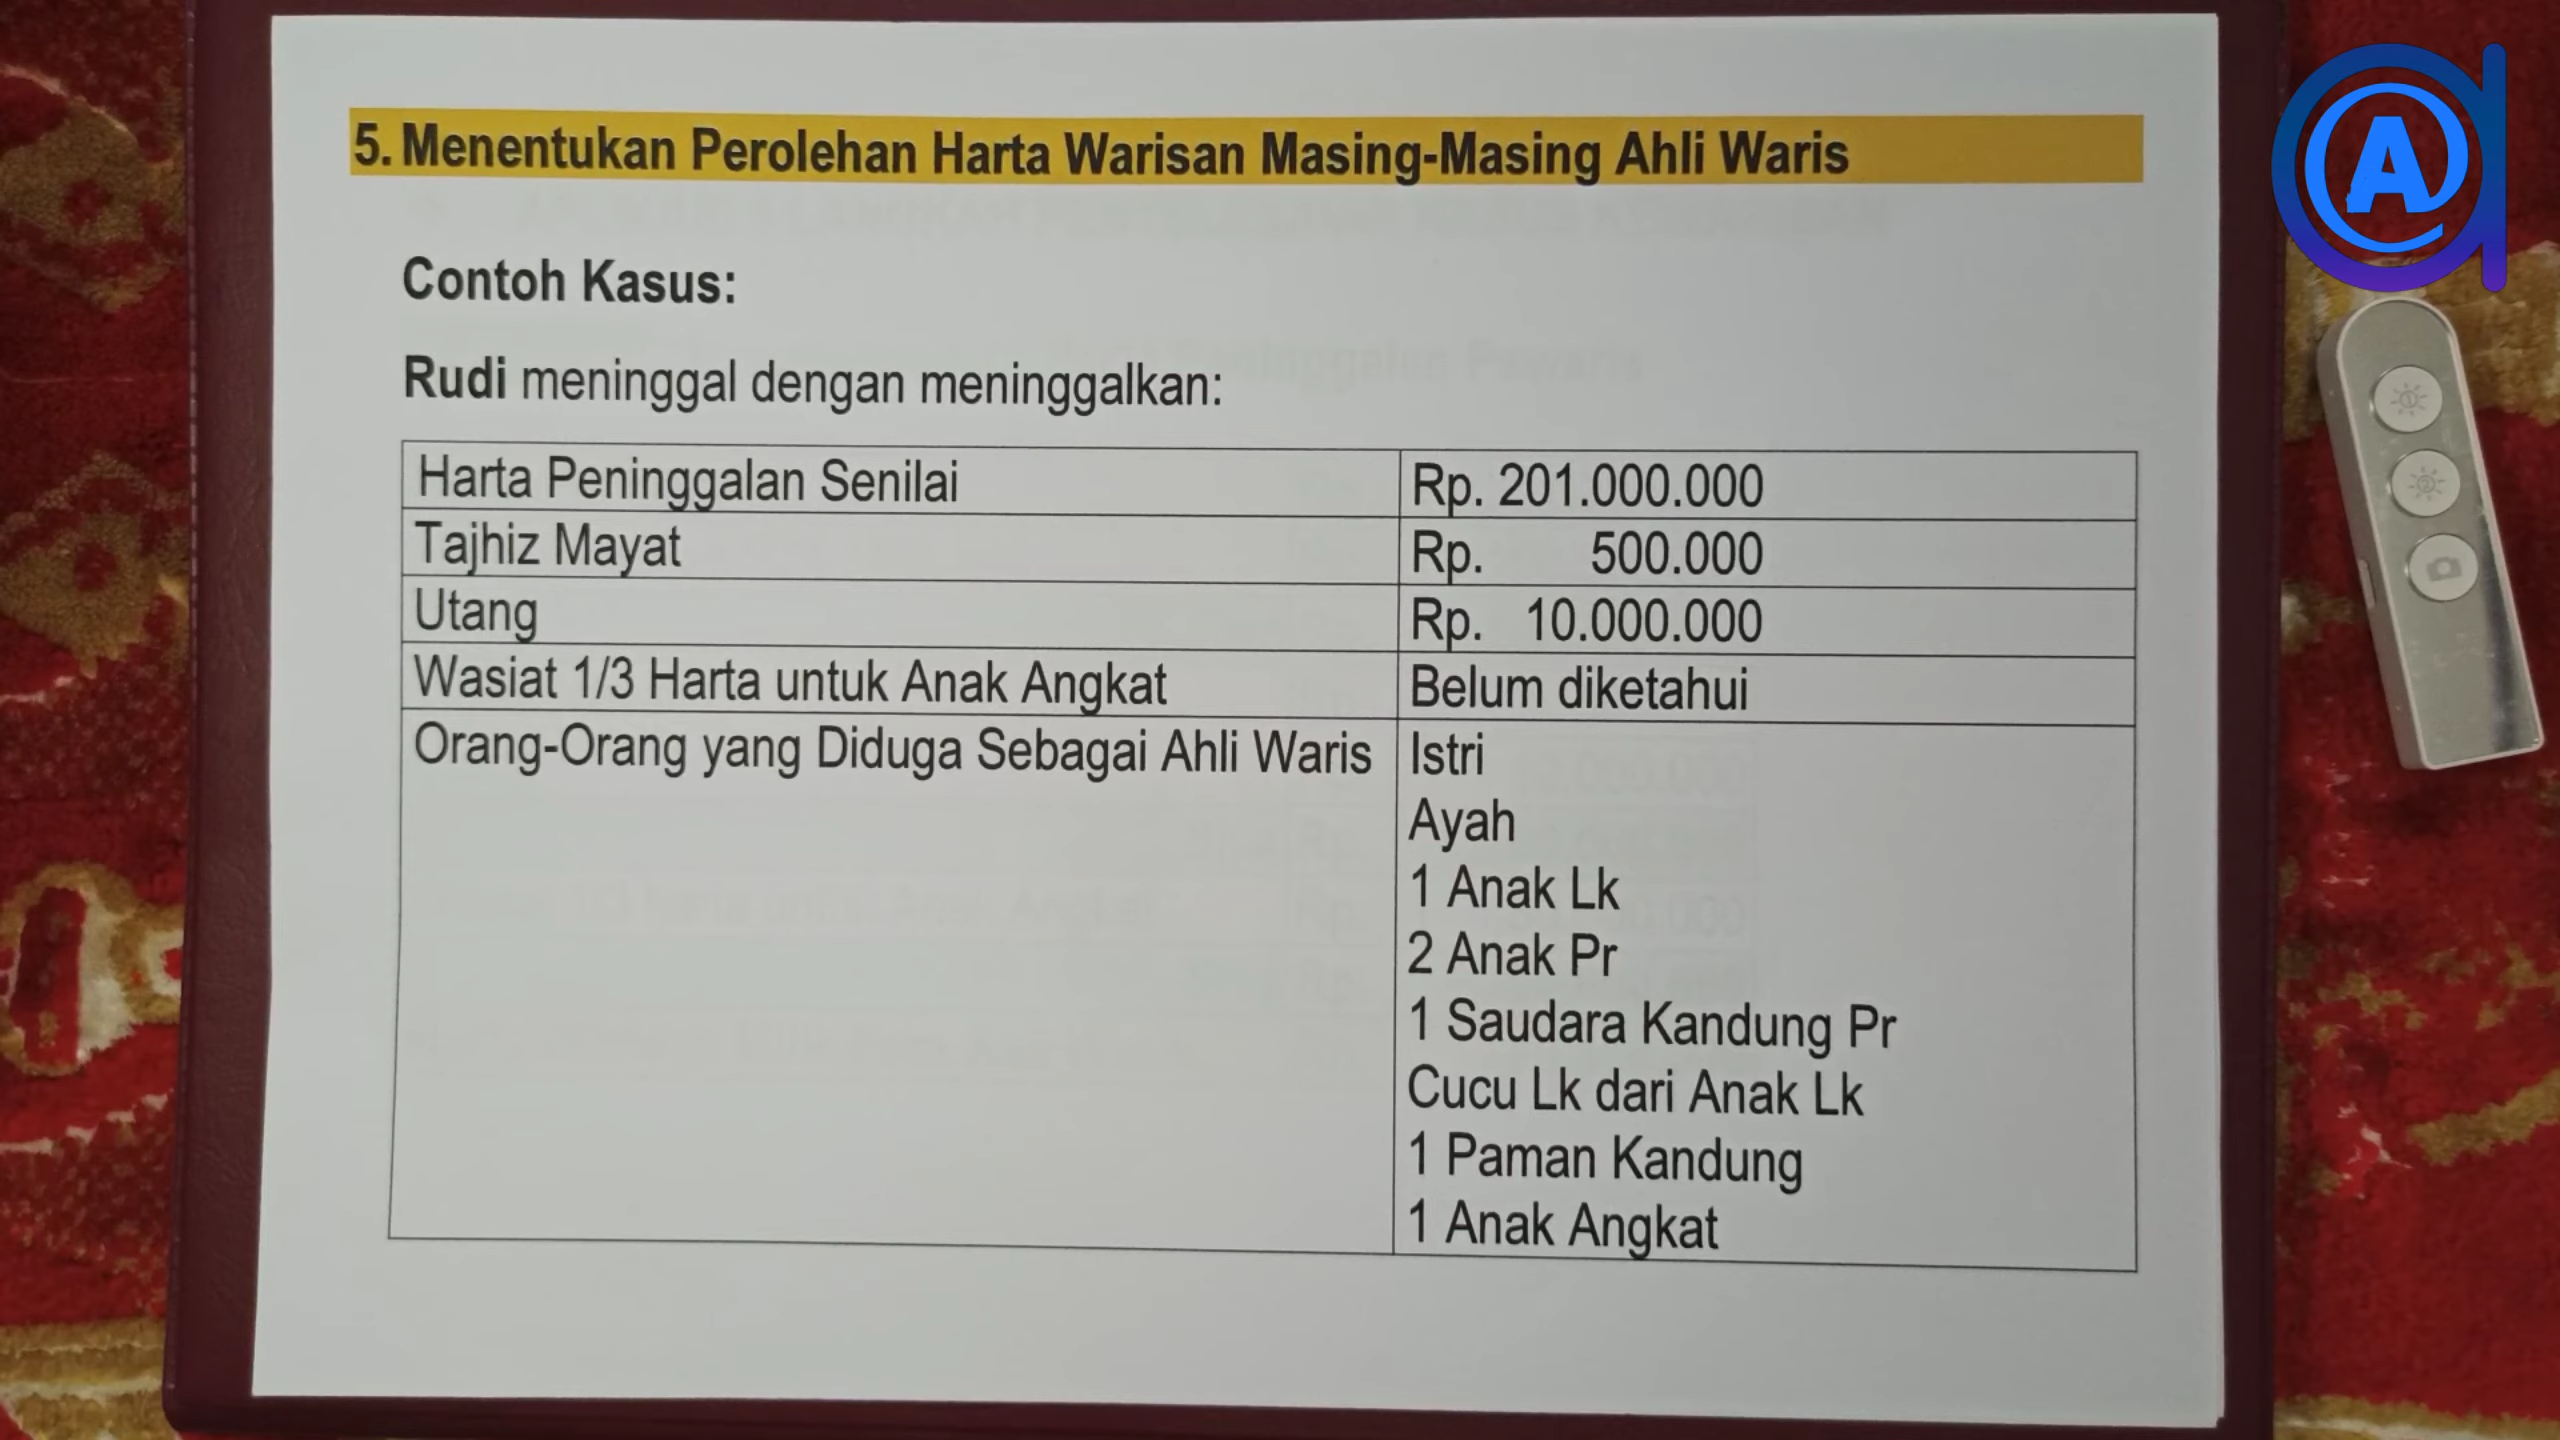 5. Menentukan Perolehan Harta Warisan Masing-Masing Ahli Waris
Contoh Kasus:
Rudi meninggal dengan meninggalkan:
Harta Peninggalan Senilai Rp. 201.000.000
Tajhiz Mayat Rp. 500.000
Utang Rp. 10.000.000
Wasiat 1/3 Harta untuk Anak Angkat Belum diketahui
Orang-Orang yang Diduga Sebagai Ahli Waris Istri
Ayah
1 Anak Lk
2 Anak Pr
1 Saudara Kandung Pr
Cucu Lk dari Anak Lk
1 Paman Kandung
1 Anak Angkat
A